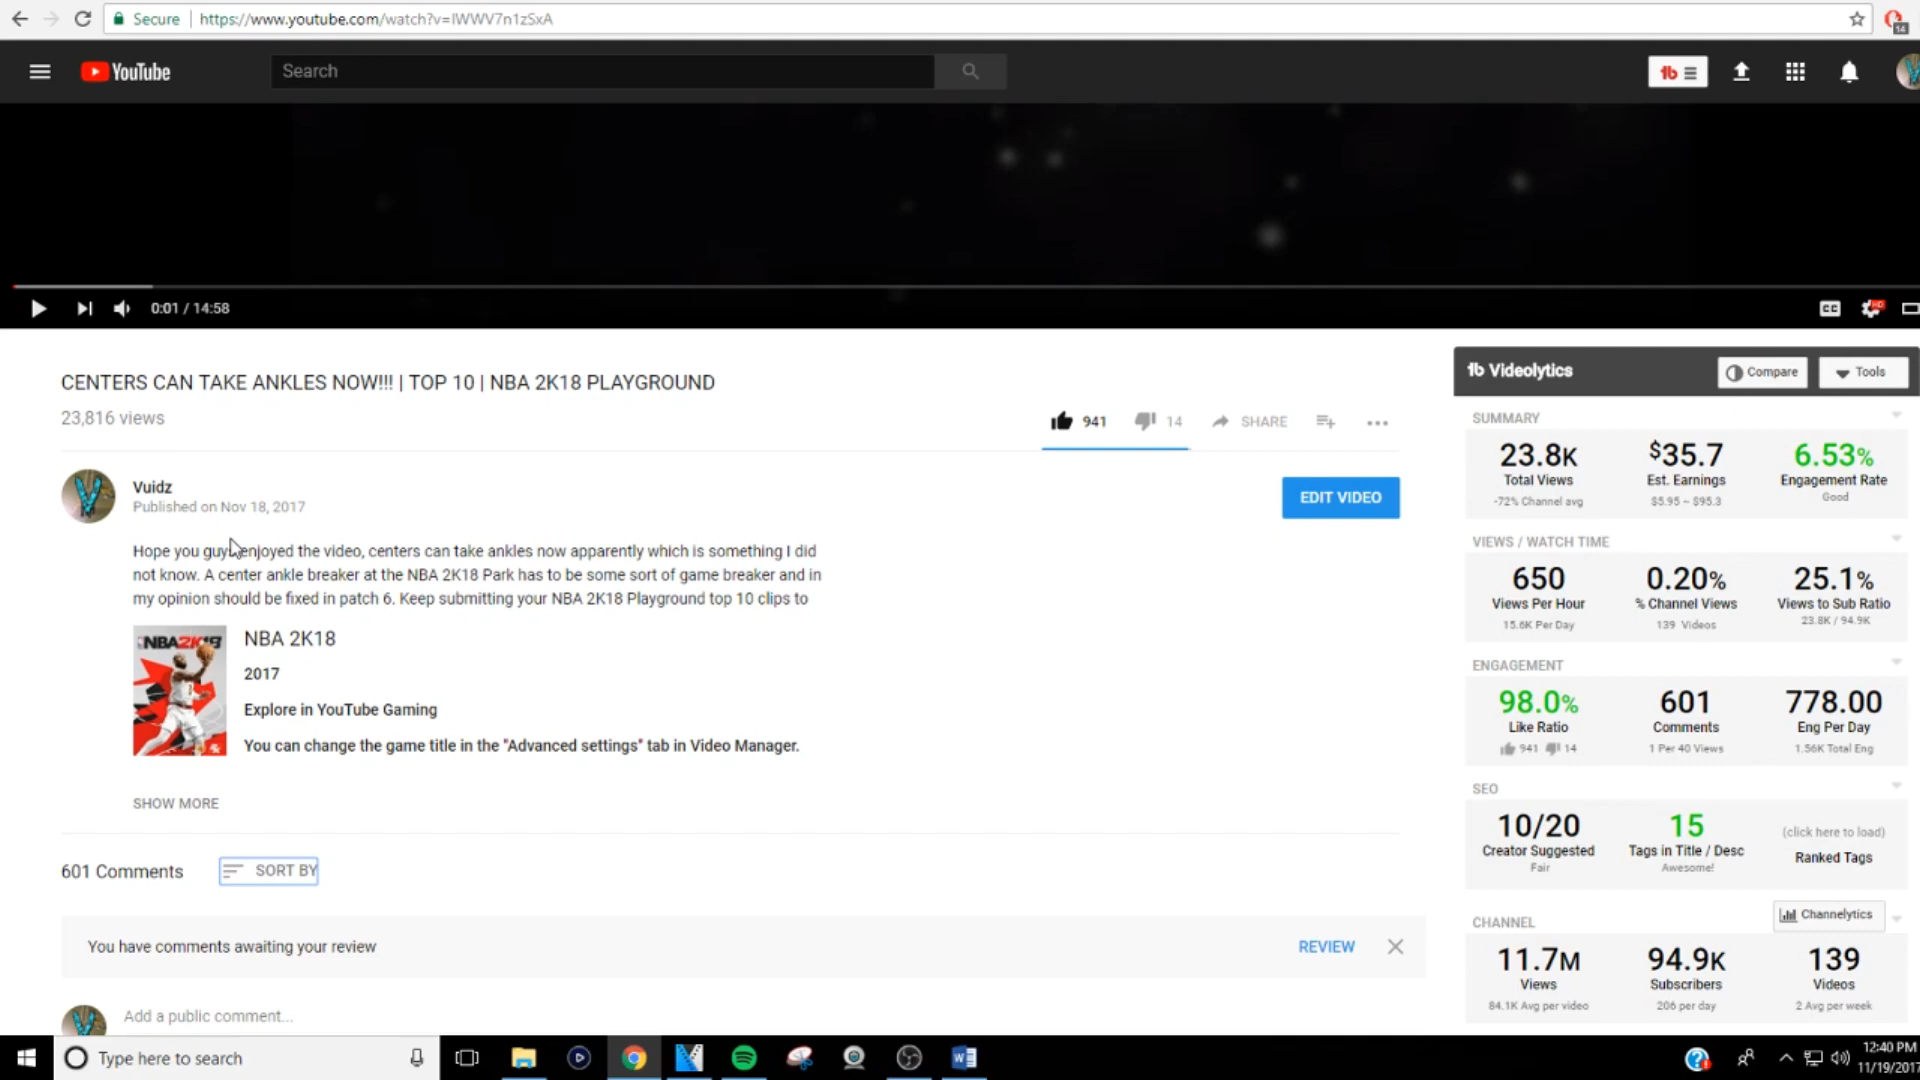 Secure https://www.youtube.com/watch?v=IWWV7n1zSxA
14
YouTube
Search
tb
0:01 / 14:58
CC
HD
CENTERS CAN TAKE ANKLES NOW!!! | TOP 10 | NBA 2K18 PLAYGROUND
23,816 views
941 14 SHARE
Vuidz
Published on Nov 18, 2017
EDIT VIDEO
Hope you guys enjoyed the video, centers can take ankles now apparently which is something I did
not know. A center ankle breaker at the NBA 2K18 Park has to be some sort of game breaker and in
my opinion should be fixed in patch 6. Keep submitting your NBA 2K18 Playground top 10 clips to
NBA2K18
NBA 2K18
2017
Explore in YouTube Gaming
You can change the game title in the "Advanced settings" tab in Video Manager.
SHOW MORE
601 Comments SORT BY
You have comments awaiting your review REVIEW
Add a public comment...
tb Videolytics Compare Tools
SUMMARY
23.8K $35.7 6.53%
Total Views Est. Earnings Engagement Rate
-72% Channel avg $5.95 ~ $95.3 Good
VIEWS / WATCH TIME
650 0.20% 25.1%
Views Per Hour % Channel Views Views to Sub Ratio
15.6K Per Day 139 Videos 23.8K / 94.9K
ENGAGEMENT
98.0% 601 778.00
Like Ratio Comments Eng Per Day
941 14 1 Per 40 Views 1.56K Total Eng
SEO
10/20 15 (click here to load)
Creator Suggested Tags in Title / Desc Ranked Tags
Fair Awesome!
CHANNEL Channelytics
11.7M 94.9K 139
Views Subscribers Videos
84.1K Avg per video 206 per day 2 Avg per week
Type here to search
12:40 PM
11/19/2017